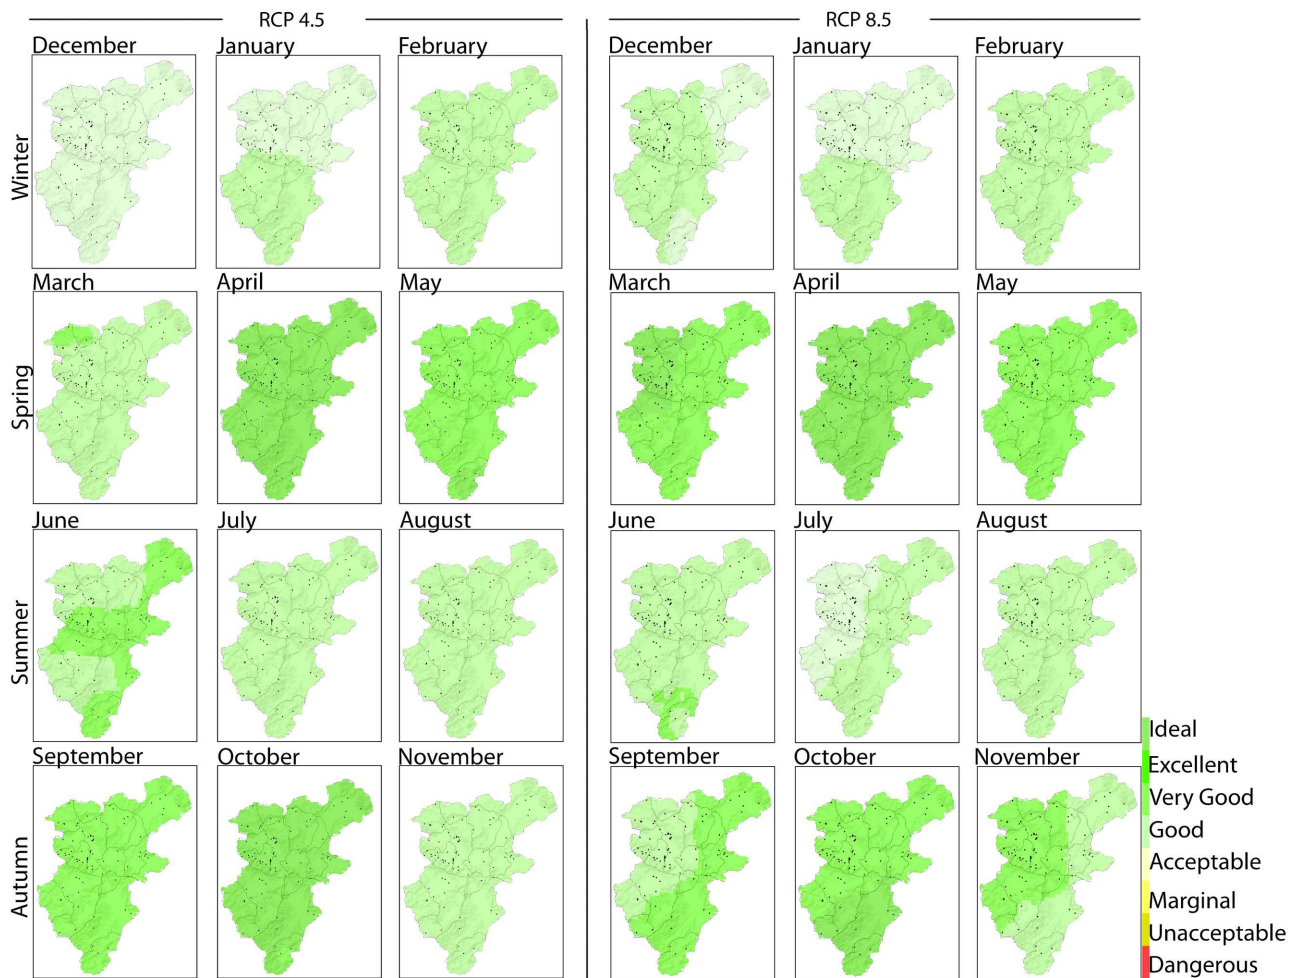 RCP 4.5
RCP 8.5
December
January
February
December
January
February
Winter
March
April
May
March
April
May
Spring
June
July
August
June
July
August
Summer
September
October
November
September
October
November
Autumn
Ideal
Excellent
Very Good
Good
Acceptable
Marginal
Unacceptable
Dangerous